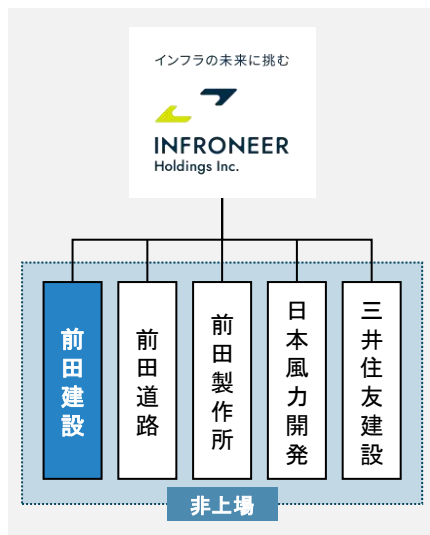 インフラの未来に挑む
INFRONEER
Holdings Inc.
前田建設
前田道路
前田製作所
日本風力開発
三井住友建設
非上場